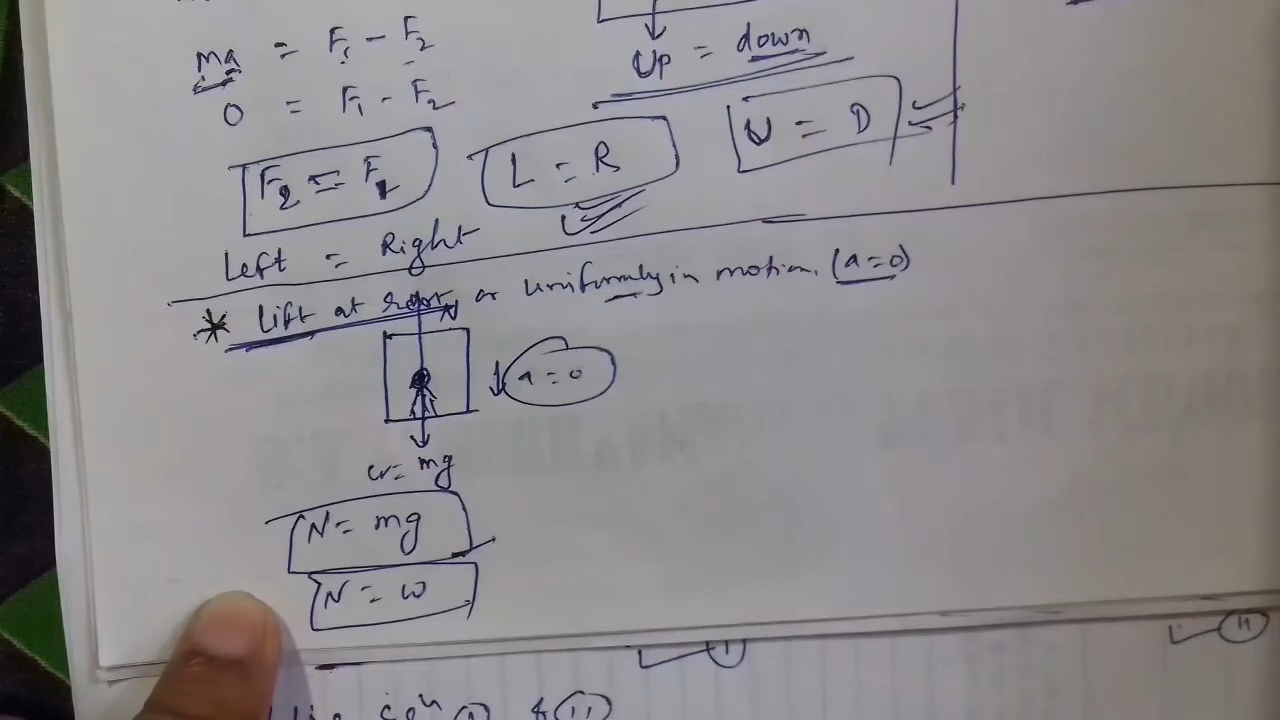 ma = F₁ - F₂
0 = F₁ - F₂
F₂ = F₁
L = R
Up = down
U = D
Left = Right
* Lift at rest or uniformly in motion. (a=0)
N
a = 0
w = mg
N = mg
N = w
11